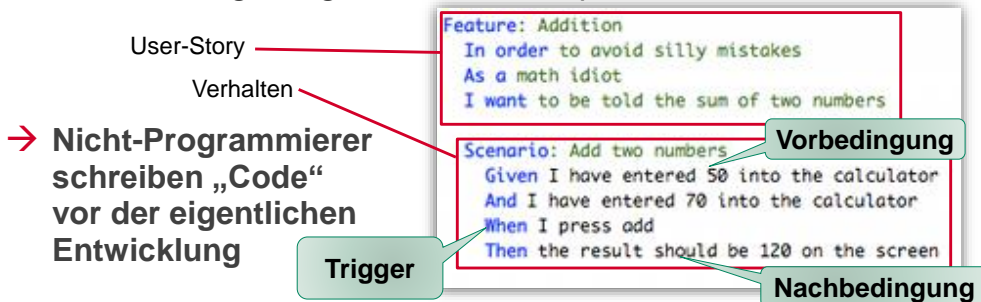 User-Story
Verhalten
→ Nicht-Programmierer
schreiben „Code“
vor der eigentlichen
Entwicklung
Feature: Addition
In order to avoid silly mistakes
As a math idiot
I want to be told the sum of two numbers
Vorbedingung
Scenario: Add two numbers
Given I have entered 50 into the calculator
And I have entered 70 into the calculator
When I press add
Then the result should be 120 on the screen
Trigger
Nachbedingung